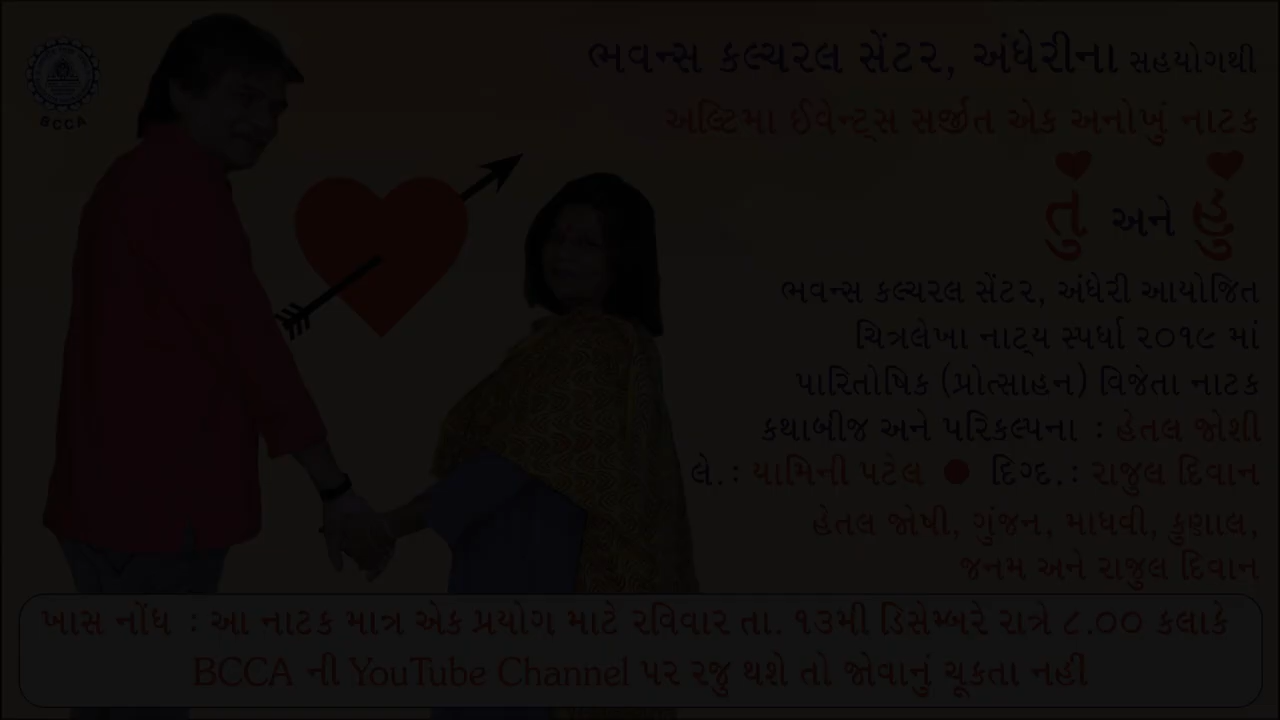 BCCA
ભવન્સ કલ્ચરલ સેંટર, અંધેરીના સહયોગથી
અલ્ટિમા ઈવેન્ટ્સ સર્જીત એક અનોખું નાટક
તું અને હું
ભવન્સ કલ્ચરલ સેંટર, અંધેરી આયોજિત
ચિત્રલેખા નાટ્ય સ્પર્ધા ૨૦૧૯ માં
પારિતોષિક (પ્રોત્સાહન) વિજેતા નાટક
કથાબીજ અને પરિકલ્પના : હેતલ જોશી
લે. : યામિની પટેલ ● દિગ્દ. : રાજુલ દિવાન
હેતલ જોષી, ગુંજન, માધવી, કુણાલ,
જનમ અને રાજુલ દિવાન
ખાસ નોંધ : આ નાટક માત્ર એક પ્રયોગ માટે રવિવાર તા. ૧૩મી ડિસેમ્બરે રાત્રે ૮.૦૦ કલાકે
BCCA ની YouTube Channel પર રજુ થશે તો જોવાનું ચૂકતા નહી